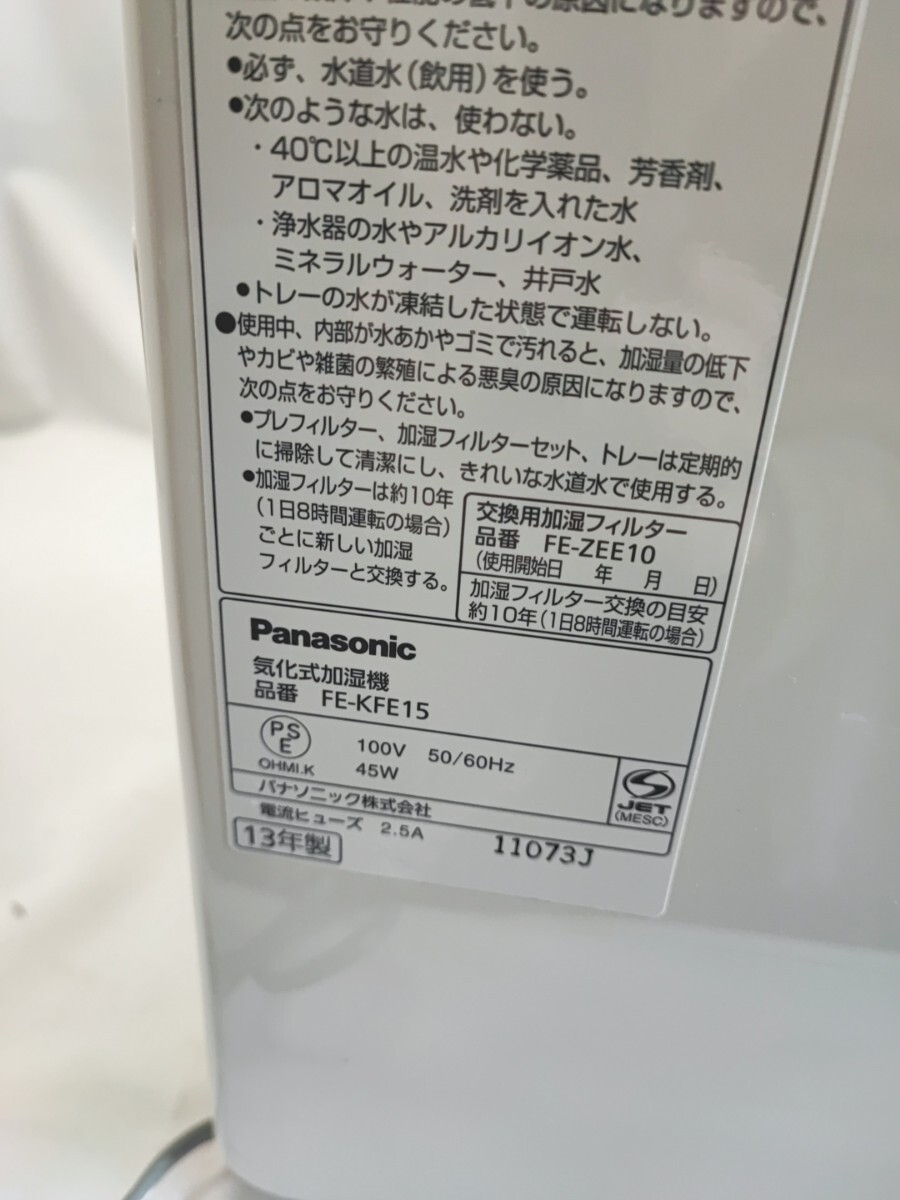 の原因になりますので、
次の点をお守りください。
●必ず、水道水(飲用)を使う。
●次のような水は、使わない。
・40℃以上の温水や化学薬品、芳香剤、
アロマオイル、洗剤を入れた水
・浄水器の水やアルカリイオン水、
ミネラルウォーター、井戸水
●トレーの水が凍結した状態で運転しない。
●使用中、内部が水あかやゴミで汚れると、加湿量の低下
やカビや雑菌の繁殖による悪臭の原因になりますので、
次の点をお守りください。
●プレフィルター、加湿フィルターセット、トレーは定期的
に掃除して清潔にし、きれいな水道水で使用する。
●加湿フィルターは約10年
(1日8時間運転の場合)
ごとに新しい加湿
フィルターと交換する。
交換用加湿フィルター
品番 FE-ZEE10
(使用開始日 年 月 日)
加湿フィルター交換の目安
約10年(1日8時間運転の場合)
Panasonic
気化式加湿機
品番 FE-KFE15
PS
E
OHMI.K
100V 50/60Hz
45W
JET
(MESC)
パナソニック株式会社
電流ヒューズ 2.5A
13年製
11073J